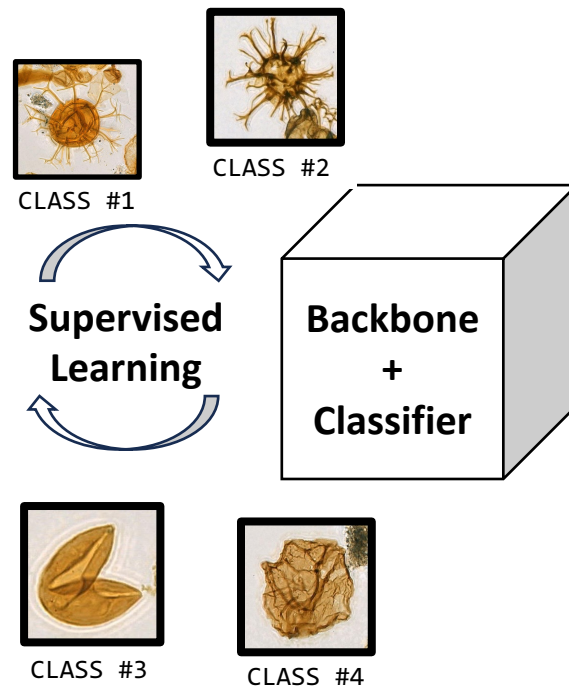 CLASS #1
CLASS #2
Supervised
Learning
Backbone
+
Classifier
CLASS #3
CLASS #4